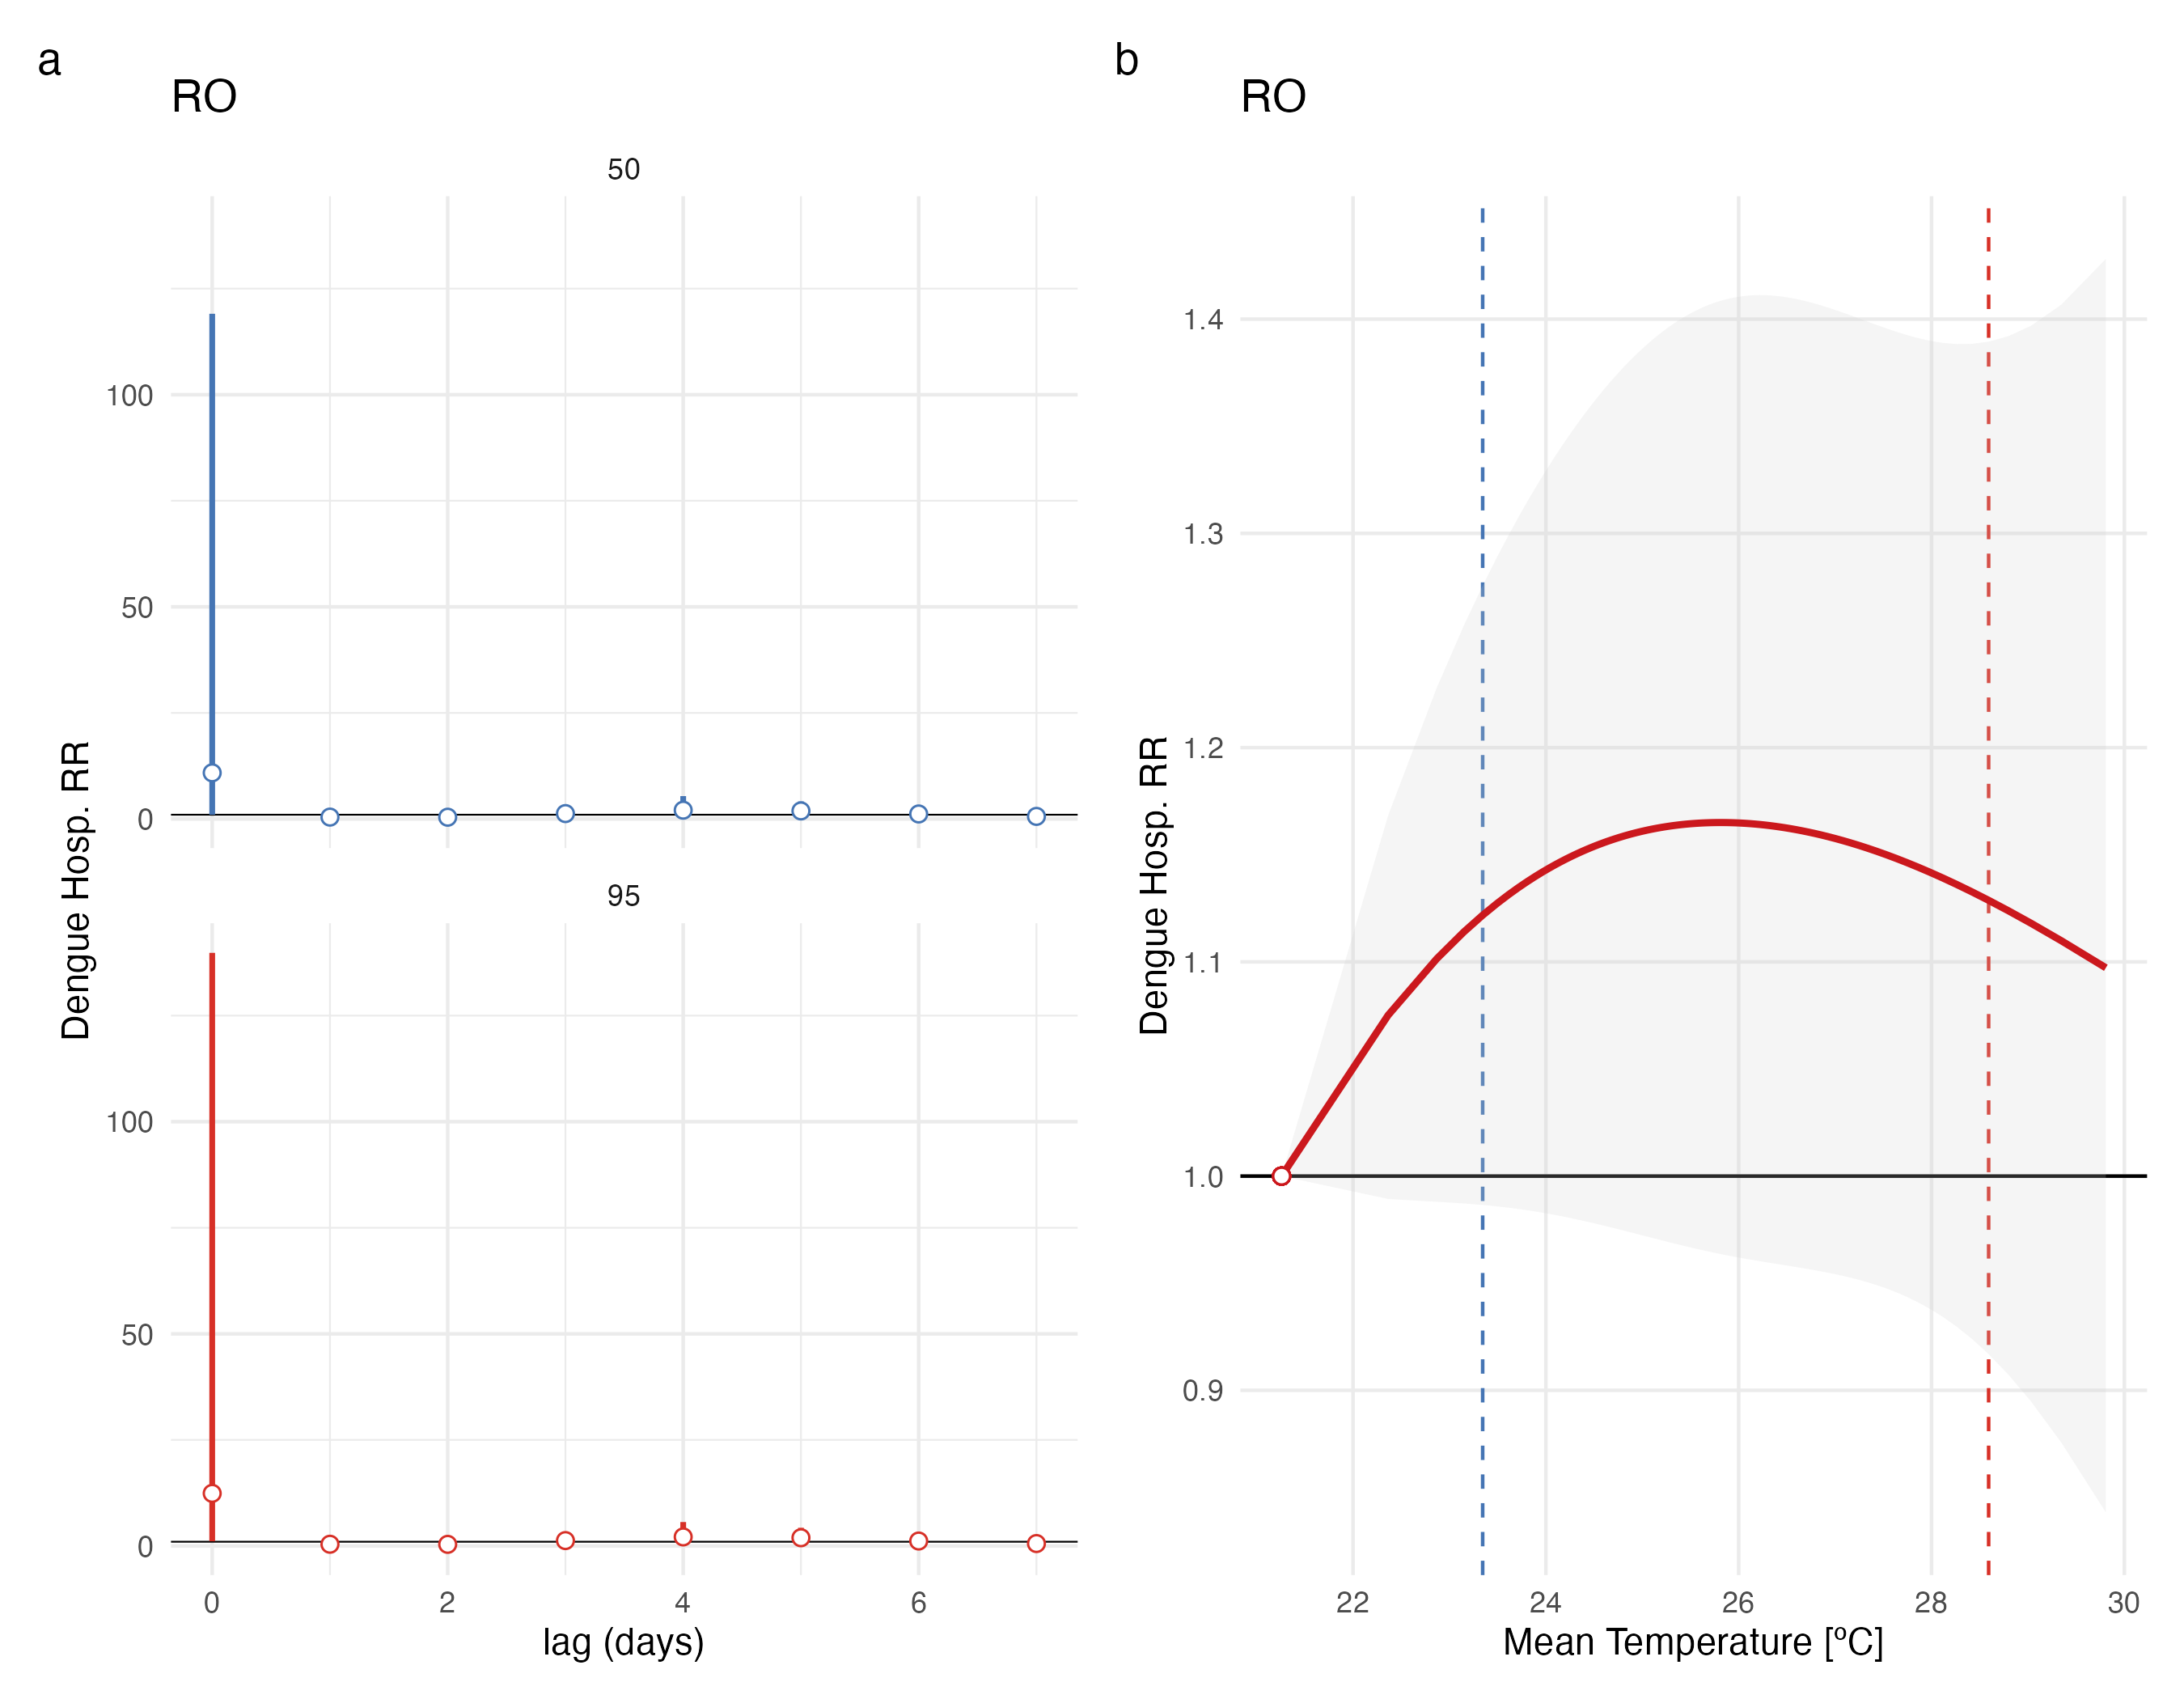 a
RO
50
100
50
0
95
100
50
0
0 2 4 6
lag (days)
Dengue Hosp. RR
b
RO
1.4
1.3
1.2
1.1
1.0
0.9
22 24 26 28 30
Mean Temperature [ºC]
Dengue Hosp. RR